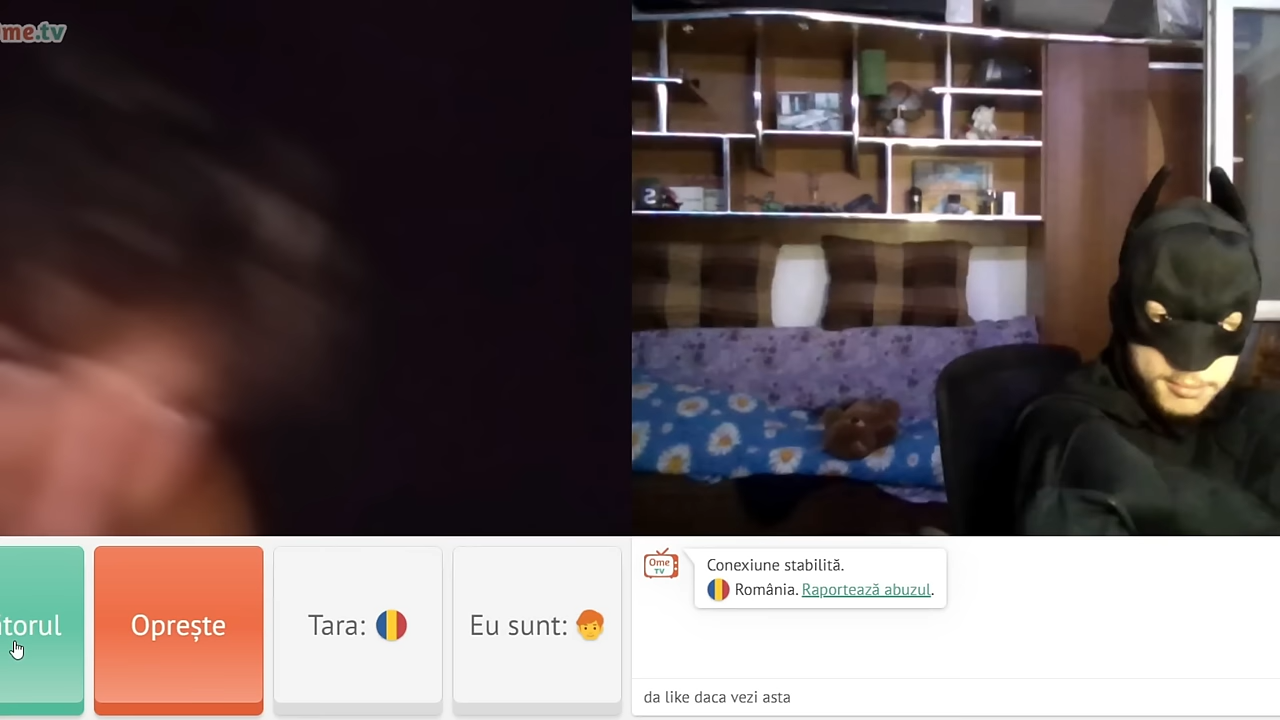 me.tv
torul
Oprește
Tara:
Eu sunt:
Ome
TV
Conexiune stabilită.
România. Raportează abuzul.
da like daca vezi asta
2